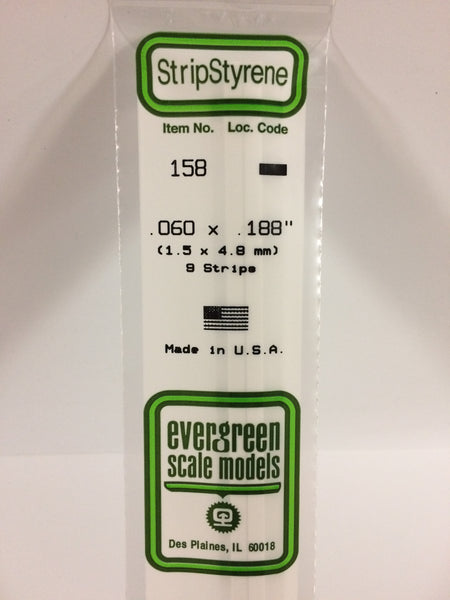 StripStyrene
Item No. Loc. Code
158
.060 x .188"
(1.5 x 4.8 mm)
9 Strips
Made in U.S.A.
evergreen
scale models
Des Plaines, IL 60018